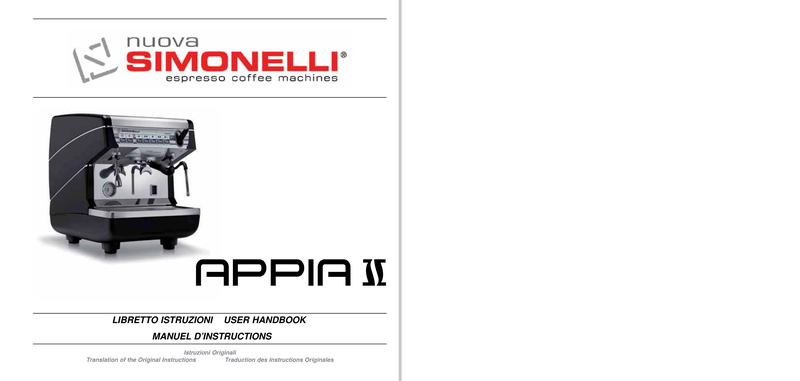 nuova
SIMONELLI®
espresso coffee machines
APPIA II
LIBRETTO ISTRUZIONI USER HANDBOOK
MANUEL D'INSTRUCTIONS
Istruzioni Originali
Translation of the Original Instructions Traduction des Instructions Originales